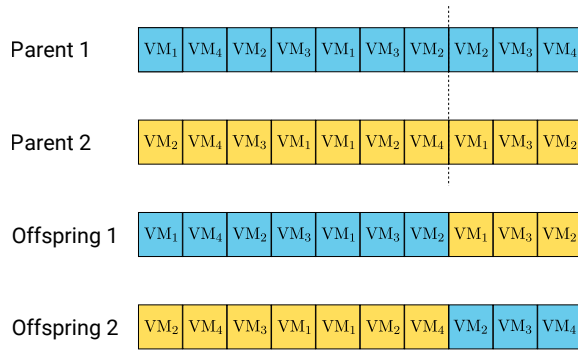 Parent 1 VM₁ VM₄ VM₂ VM₃ VM₁ VM₃ VM₂ VM₂ VM₃ VM₄
Parent 2 VM₂ VM₄ VM₃ VM₁ VM₁ VM₂ VM₄ VM₁ VM₃ VM₂
Offspring 1 VM₁ VM₄ VM₂ VM₃ VM₁ VM₃ VM₂ VM₁ VM₃ VM₂
Offspring 2 VM₂ VM₄ VM₃ VM₁ VM₁ VM₂ VM₄ VM₂ VM₃ VM₄